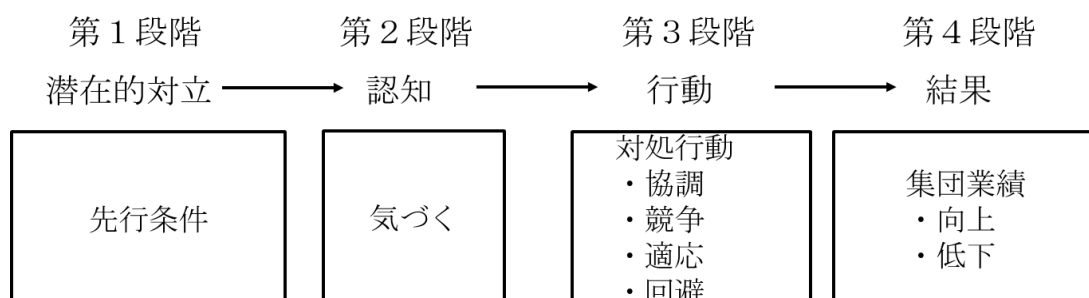 第１段階 第２段階 第３段階 第４段階
潜在的対立 認知 行動 結果
先行条件
気づく
対処行動
・協調
・競争
・適応
・回避
集団業績
・向上
・低下